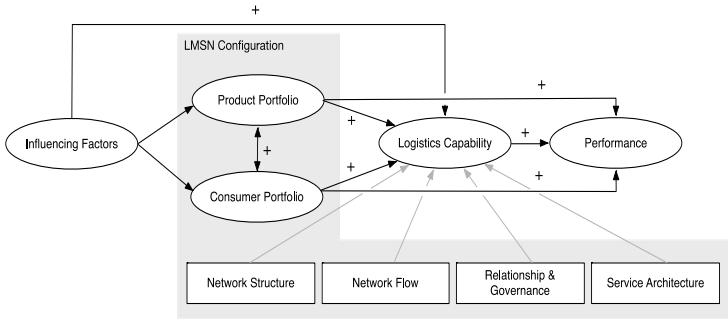 +
LMSN Configuration
Product Portfolio
+
+
Influencing Factors
Logistics Capability
+
Performance
+
+
Consumer Portfolio
+
Network Structure
Network Flow
Relationship &
Governance
Service Architecture